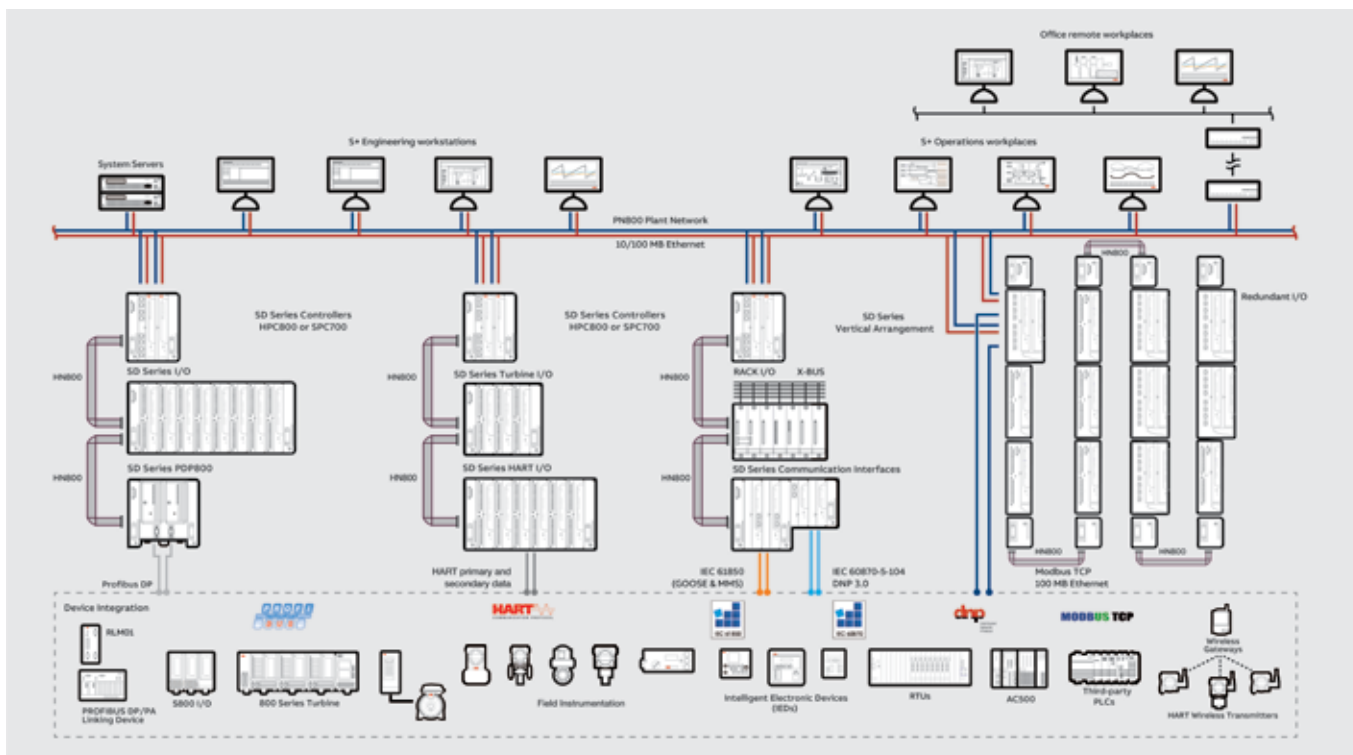 Office remote workplaces
S+ Engineering workstations
S+ Operations workplaces
System Servers
PN800 Plant Network
10/100 MB Ethernet
HN800
Redundant I/O
SD Series Controllers
HPC800 or SPC700
SD Series Controllers
HPC800 or SPC700
SD Series
Vertical Arrangement
HN800
HN800
HN800
SD Series I/O
SD Series Turbine I/O
RACK I/O
X-BUS
HN800
HN800
HN800
SD Series PDP800
SD Series HART I/O
SD Series Communication Interfaces
HN800
HN800
Profibus DP
HART primary and
secondary data
IEC 61850
(GOOSE & MMS)
IEC 60870-5-104
DNP 3.0
Modbus TCP
100 MB Ethernet
Device Integration
HART
COMMUNICATION PROTOCOL
IEC 61850
IEC 60870
dnp
MODBUS TCP
RLM01
PROFIBUS DP/PA
Linking Device
S800 I/O
800 Series Turbine
Field Instrumentation
Intelligent Electronic Devices
(IEDs)
RTUs
AC500
Third-party
PLCs
Wireless
Gateways
HART Wireless Transmitters